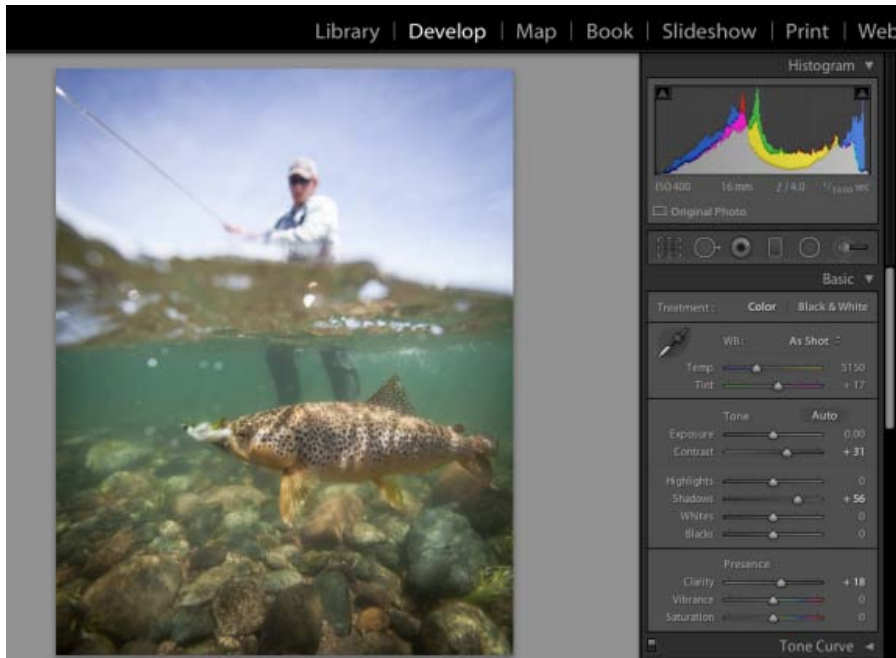 Library | Develop | Map | Book | Slideshow | Print | Web
Histogram
ISO 400 16 mm f / 4.0 sec
Original Photo
Basic
Treatment : Color | Black & White
WB : As Shot
Temp 5150
Tint + 17
Tone Auto
Exposure 0.00
Contrast + 31
Highlights 0
Shadows + 56
Whites 0
Blacks 0
Presence
Clarity + 18
Vibrance 0
Saturation 0
Tone Curve